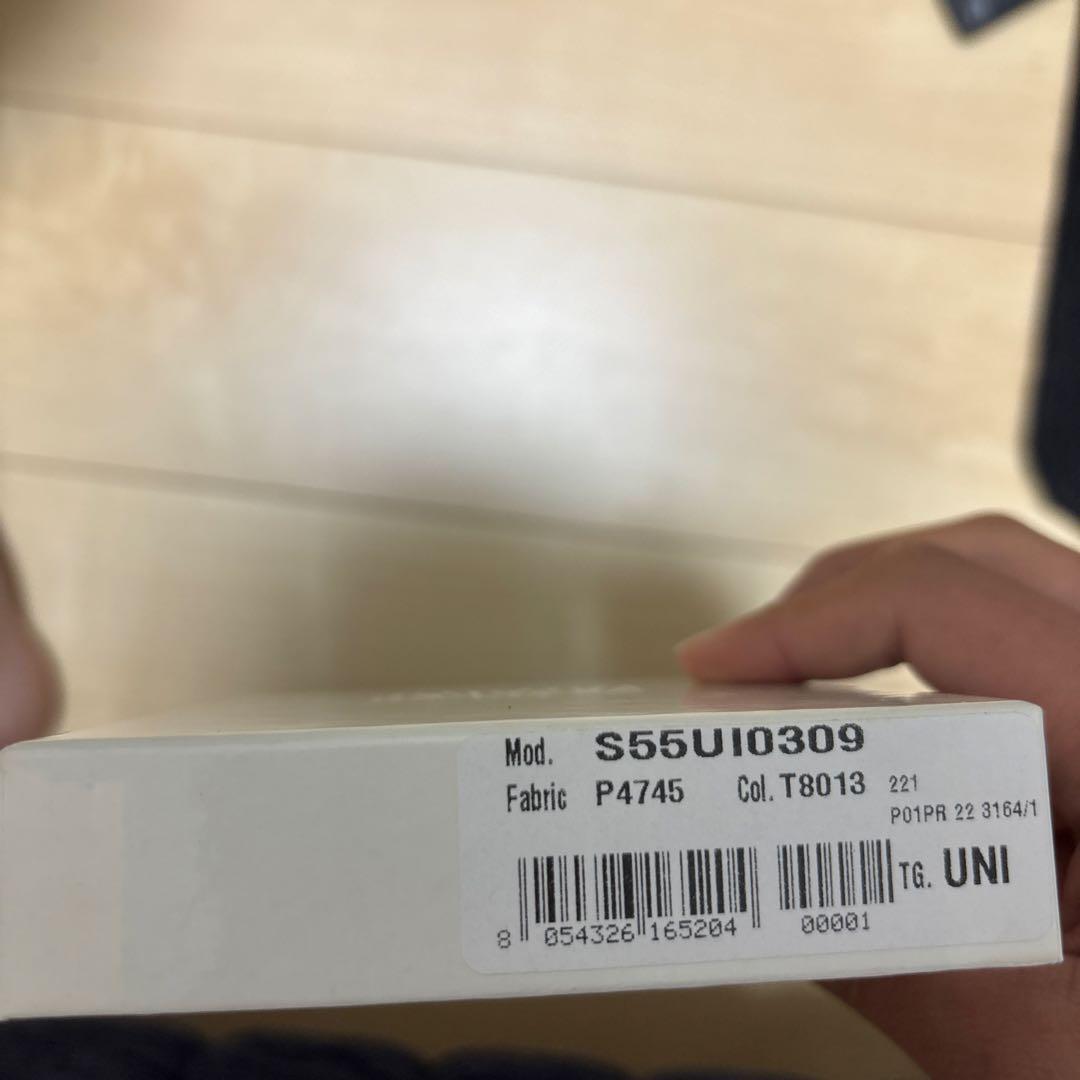 Mod. S55UI0309
Fabric P4745 Col. T8013 221
P01PR 22 3164/1
TG. UNI
8 054326 165204 00001